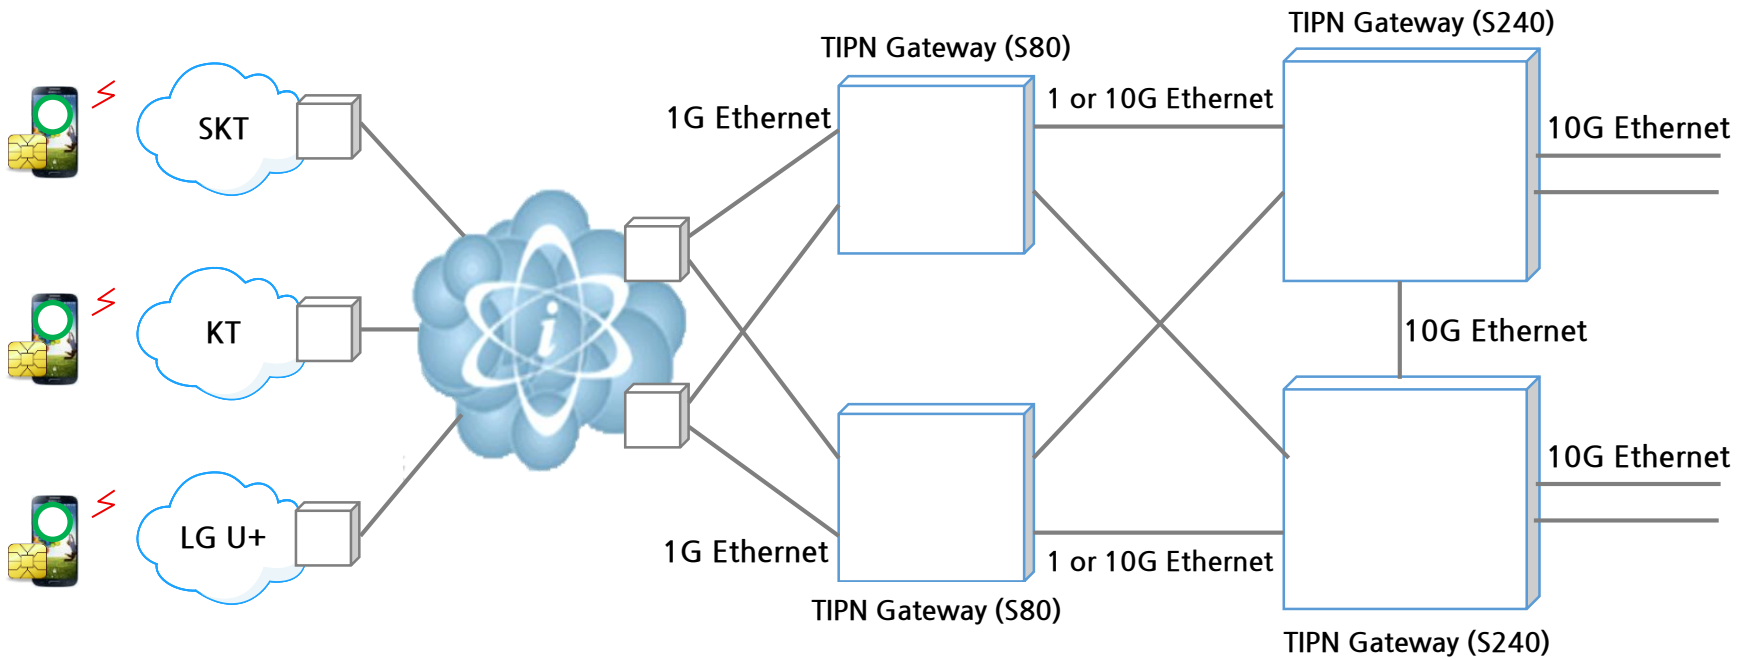 TIPN Gateway (S240)
TIPN Gateway (S80)
1 or 10G Ethernet
1G Ethernet
10G Ethernet
SKT
i
KT
10G Ethernet
10G Ethernet
LG U+
1G Ethernet
1 or 10G Ethernet
TIPN Gateway (S80)
TIPN Gateway (S240)